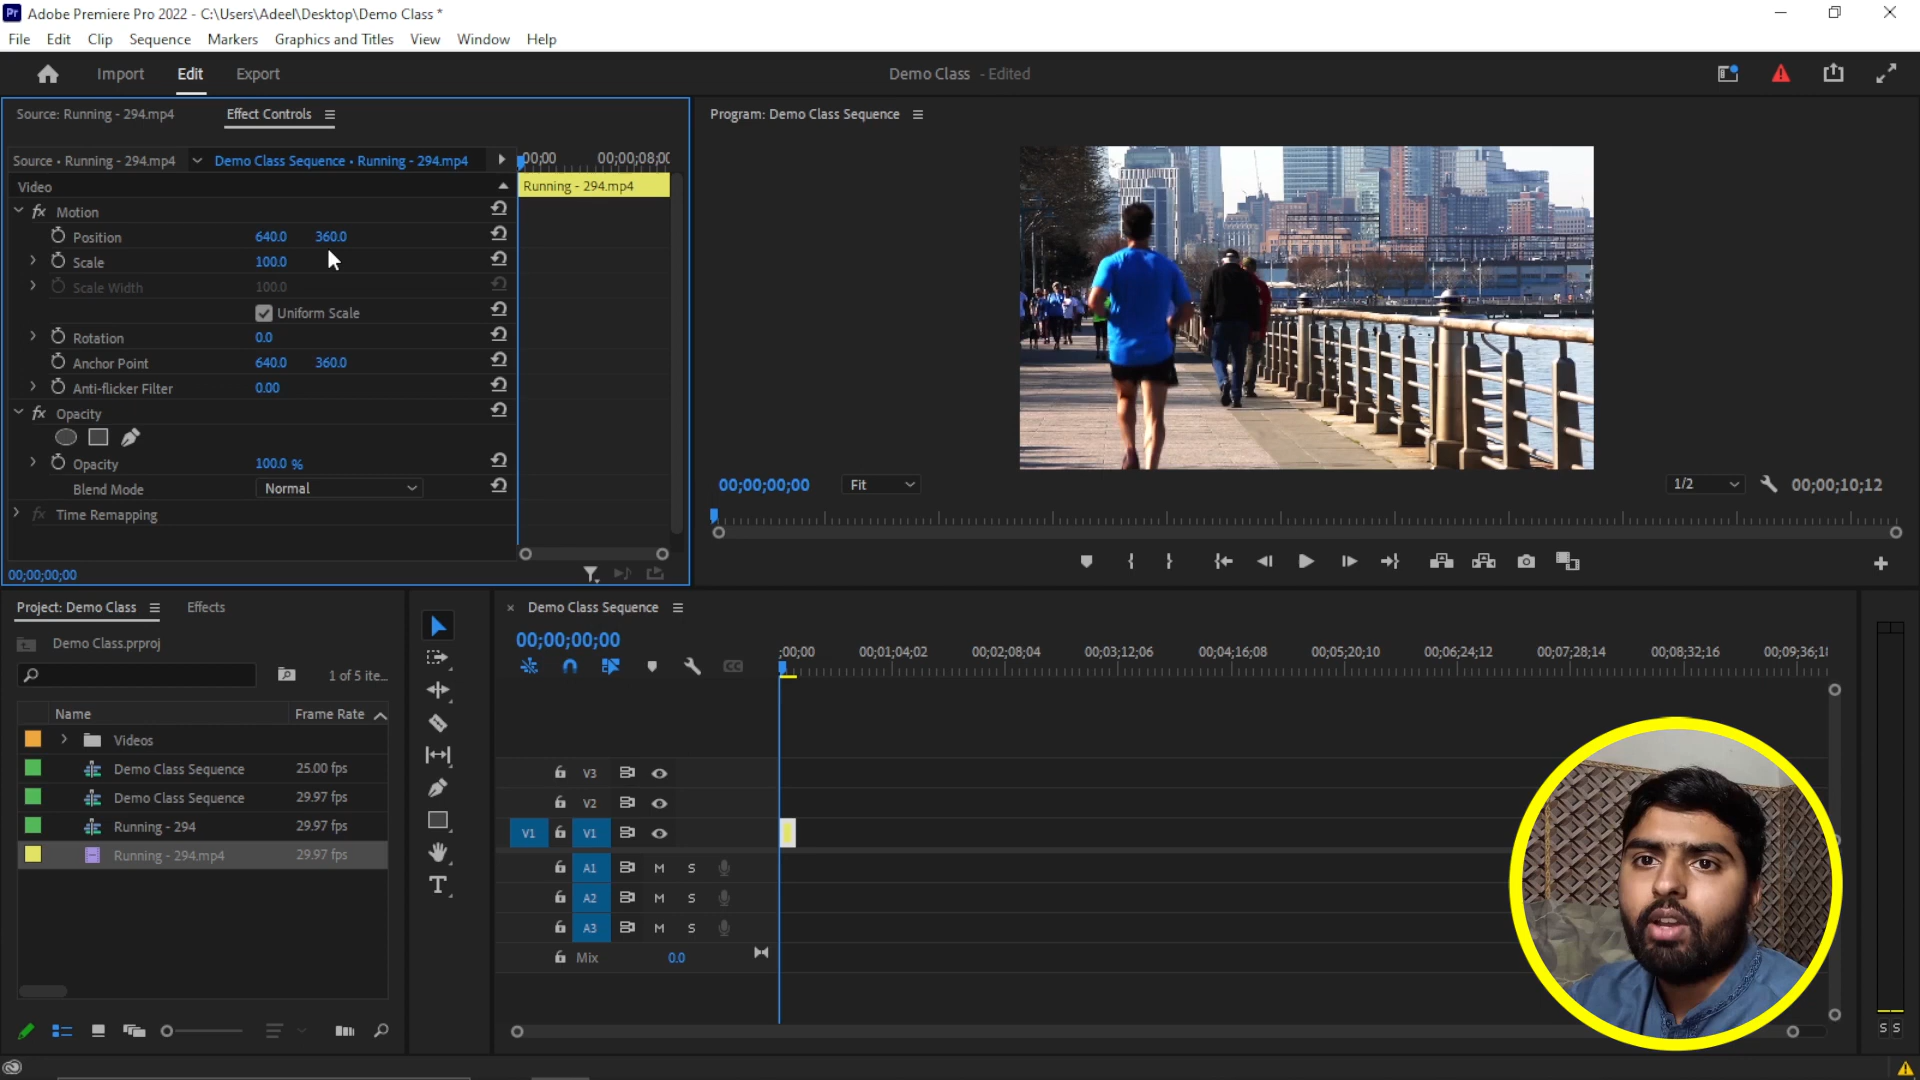 Pr Adobe Premiere Pro 2022 - C:\Users\Adeel\Desktop\Demo Class *
File Edit Clip Sequence Markers Graphics and Titles View Window Help
Import Edit Export Demo Class - Edited
Source: Running - 294.mp4 Effect Controls
Program: Demo Class Sequence
Source • Running - 294.mp4 Demo Class Sequence • Running - 294.mp4
;00;00 00;00;08;00
Video
Running - 294.mp4
fx Motion
Position 640.0 360.0
Scale 100.0
Scale Width 100.0
Uniform Scale
Rotation 0.0
Anchor Point 640.0 360.0
Anti-flicker Filter 0.00
fx Opacity
Opacity 100.0 %
Blend Mode Normal
fx Time Remapping
00;00;00;00
00;00;00;00 Fit 1/2 00;00;10;12
Project: Demo Class Effects
Demo Class.prproj
1 of 5 ite...
Name Frame Rate
Videos
Demo Class Sequence 25.00 fps
Demo Class Sequence 29.97 fps
Running - 294 29.97 fps
Running - 294.mp4 29.97 fps
T
× Demo Class Sequence
00;00;00;00
CC
;00;00 00;01;04;02 00;02;08;04 00;03;12;06 00;04;16;08 00;05;20;10 00;06;24;12 00;07;28;14 00;08;32;16 00;09;36;18
V3
V2
V1 V1
A1 M S
A2 M S
A3 M S
Mix 0.0
S S